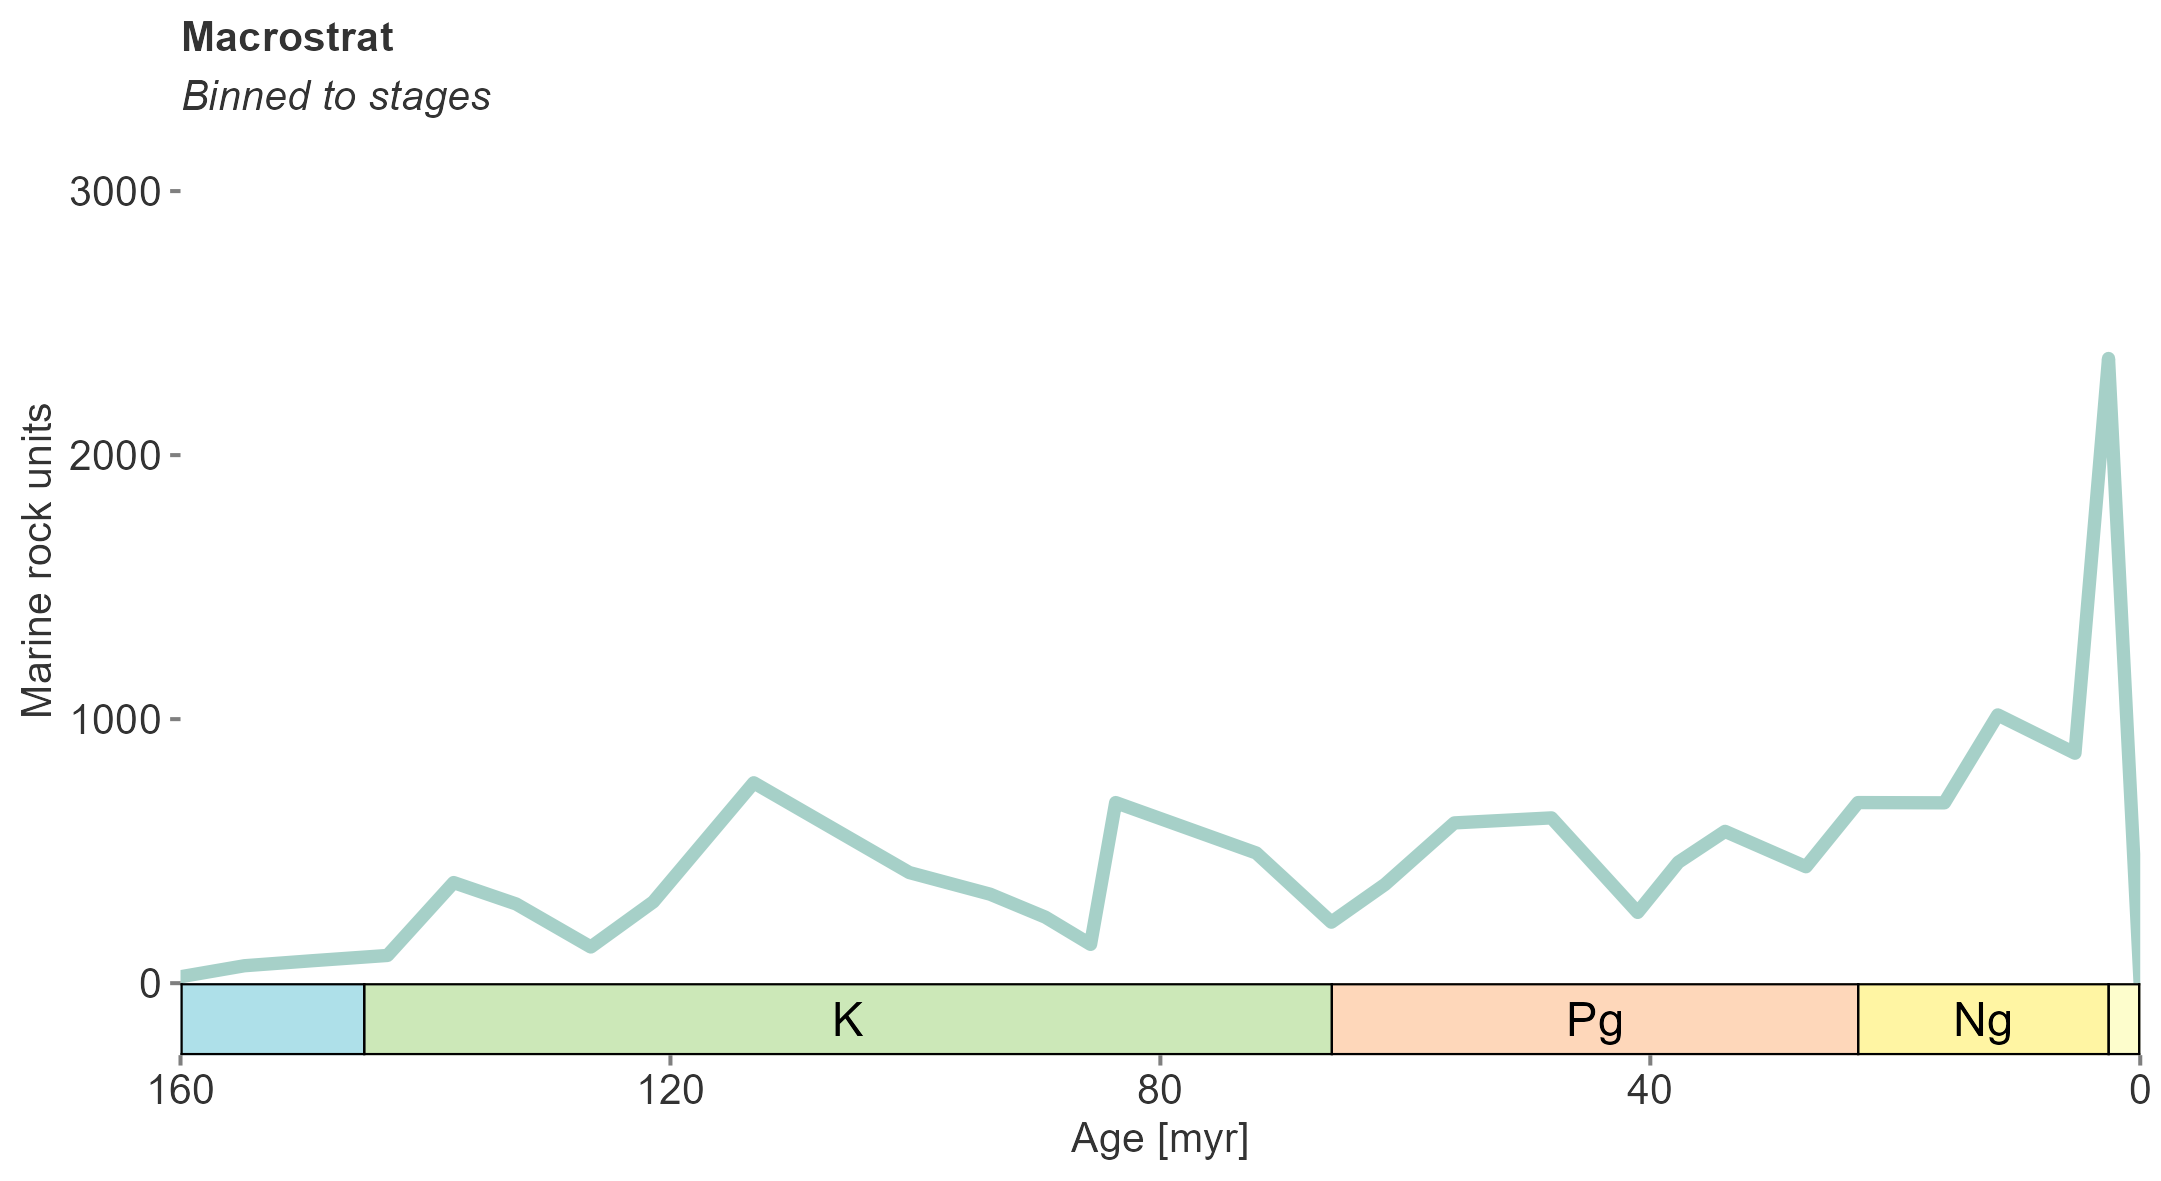 Macrostrat
Binned to stages
3000
2000
1000
0
Marine rock units
K
Pg
Ng
160
120
80
40
0
Age [myr]